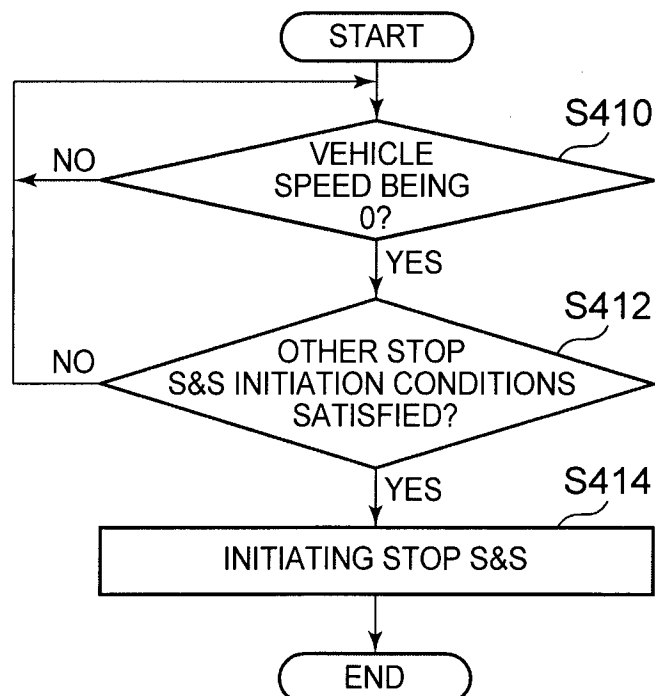 START
S410
NO
VEHICLE
SPEED BEING
0?
YES
S412
NO
OTHER STOP
S&S INITIATION CONDITIONS
SATISFIED?
YES
S414
INITIATING STOP S&S
END